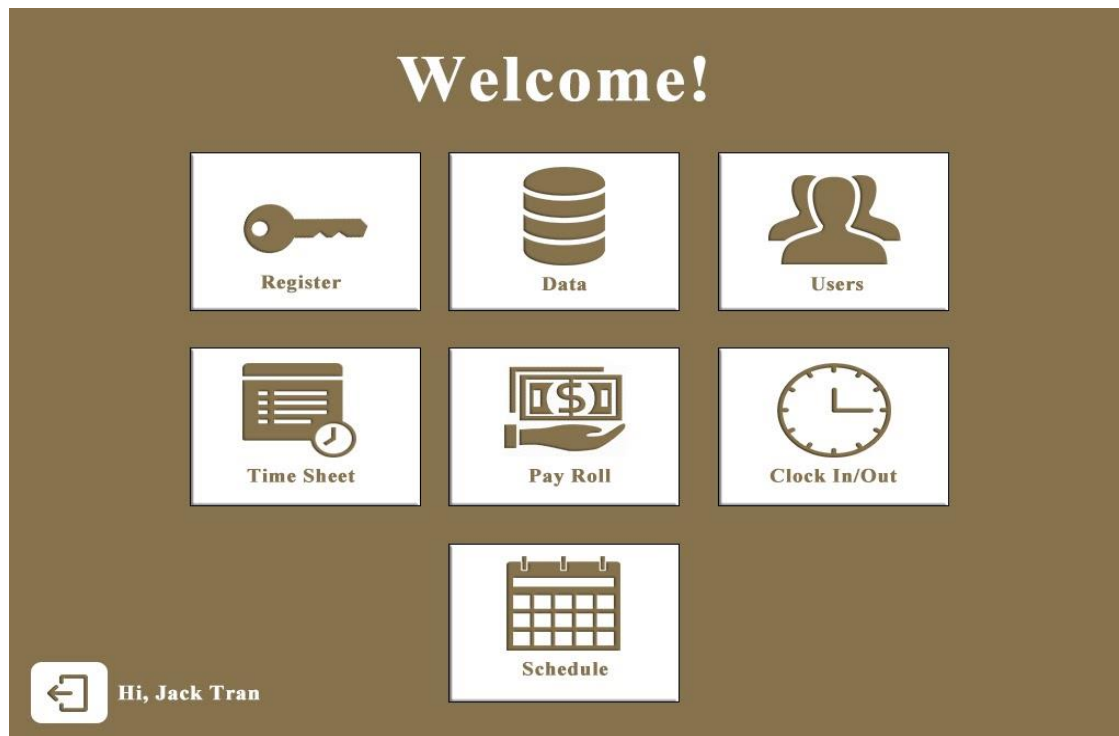 Welcome!
Register
Data
Users
Time Sheet
Pay Roll
Clock In/Out
Schedule
Hi, Jack Tran